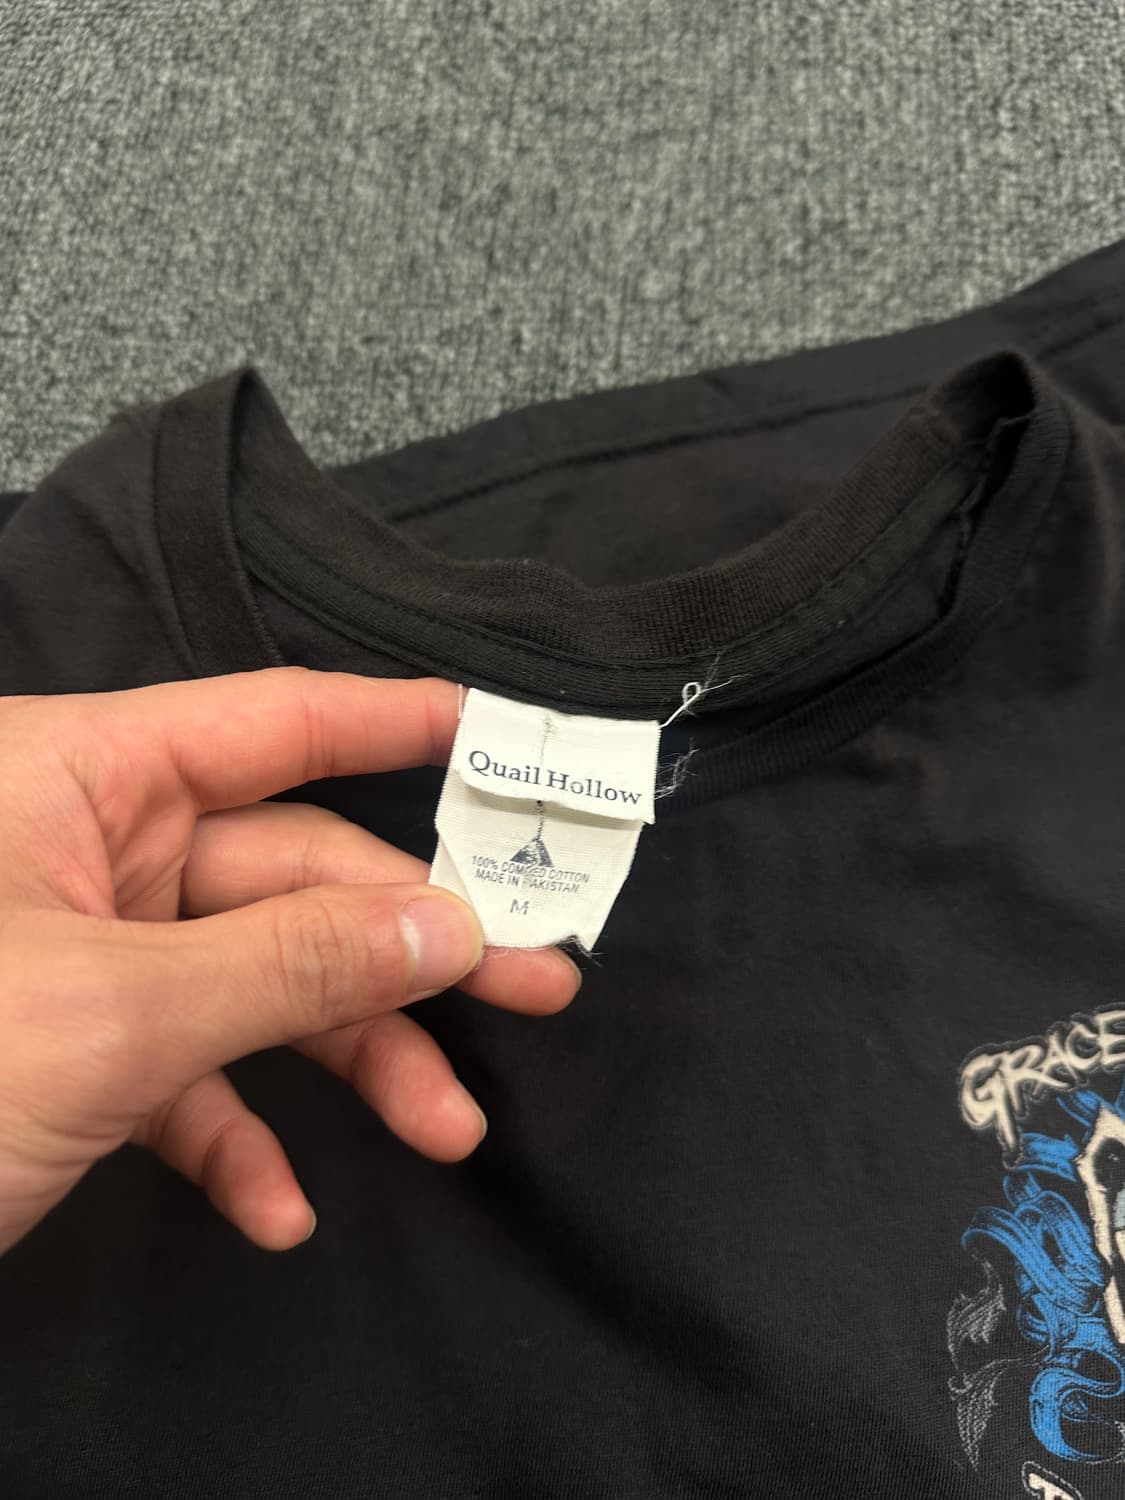 Quail Hollow
100% COMBED COTTON
MADE IN PAKISTAN
M
GRACE